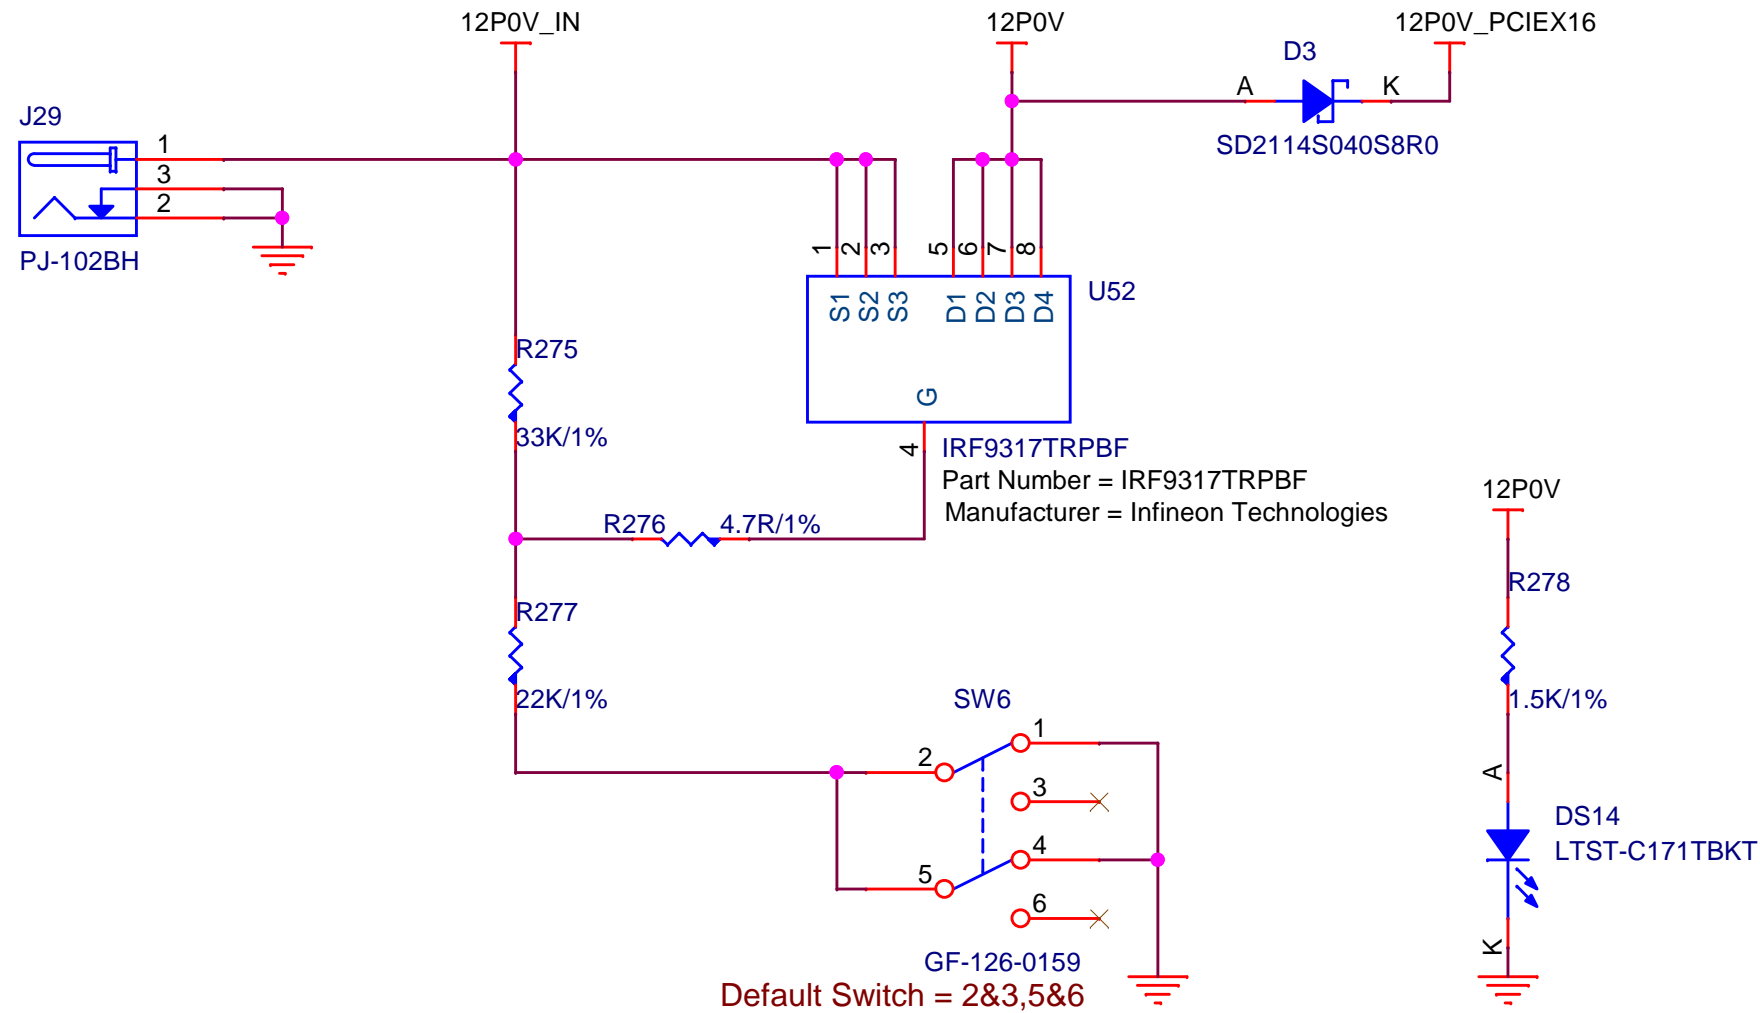 12P0V_IN
12P0V
12P0V_PCIEX16
D3
A
K
SD2114S040S8R0
J29
1
3
2
PJ-102BH
1
2
3
5
6
7
8
S1
S2
S3
D1
D2
D3
D4
U52
G
4
IRF9317TRPBF
Part Number = IRF9317TRPBF
Manufacturer = Infineon Technologies
R275
33K/1%
R276
4.7R/1%
R277
22K/1%
SW6
2
1
3
5
4
6
GF-126-0159
Default Switch = 2&3,5&6
12P0V
R278
1.5K/1%
A
DS14
LTST-C171TBKT
K